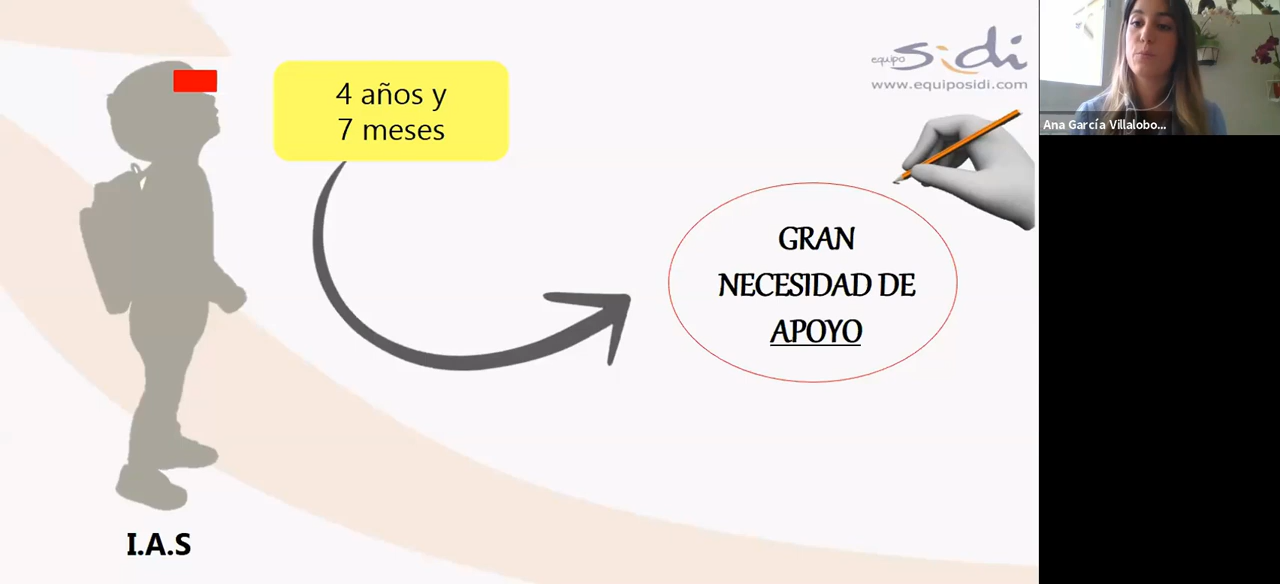 4 años y
7 meses
equipo sidi
www.equiposidi.com
Ana García Villalobo...
GRAN
NECESIDAD DE
APOYO
I.A.S